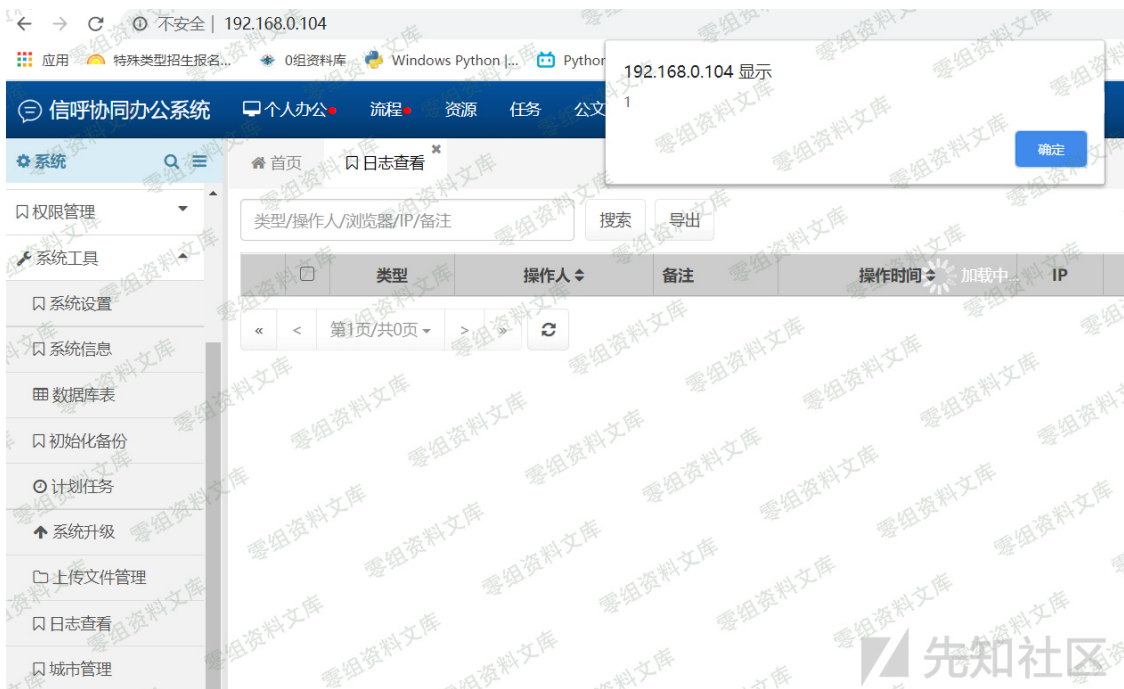 不安全 | 192.168.0.104
应用 特殊类型招生报名... 0组资料库 Windows Python |... Python
192.168.0.104 显示
1
确定
信呼协同办公系统 个人办公 流程 资源 任务 公文
系统 首页 日志查看
权限管理
类型/操作人/浏览器/IP/备注 搜索 导出
系统工具
类型 操作人 备注 操作时间 加载中... IP
系统设置
« < 第1页/共0页 > »
系统信息
数据库表
初始化备份
计划任务
系统升级
上传文件管理
日志查看
城市管理
零组资料文库
先知社区